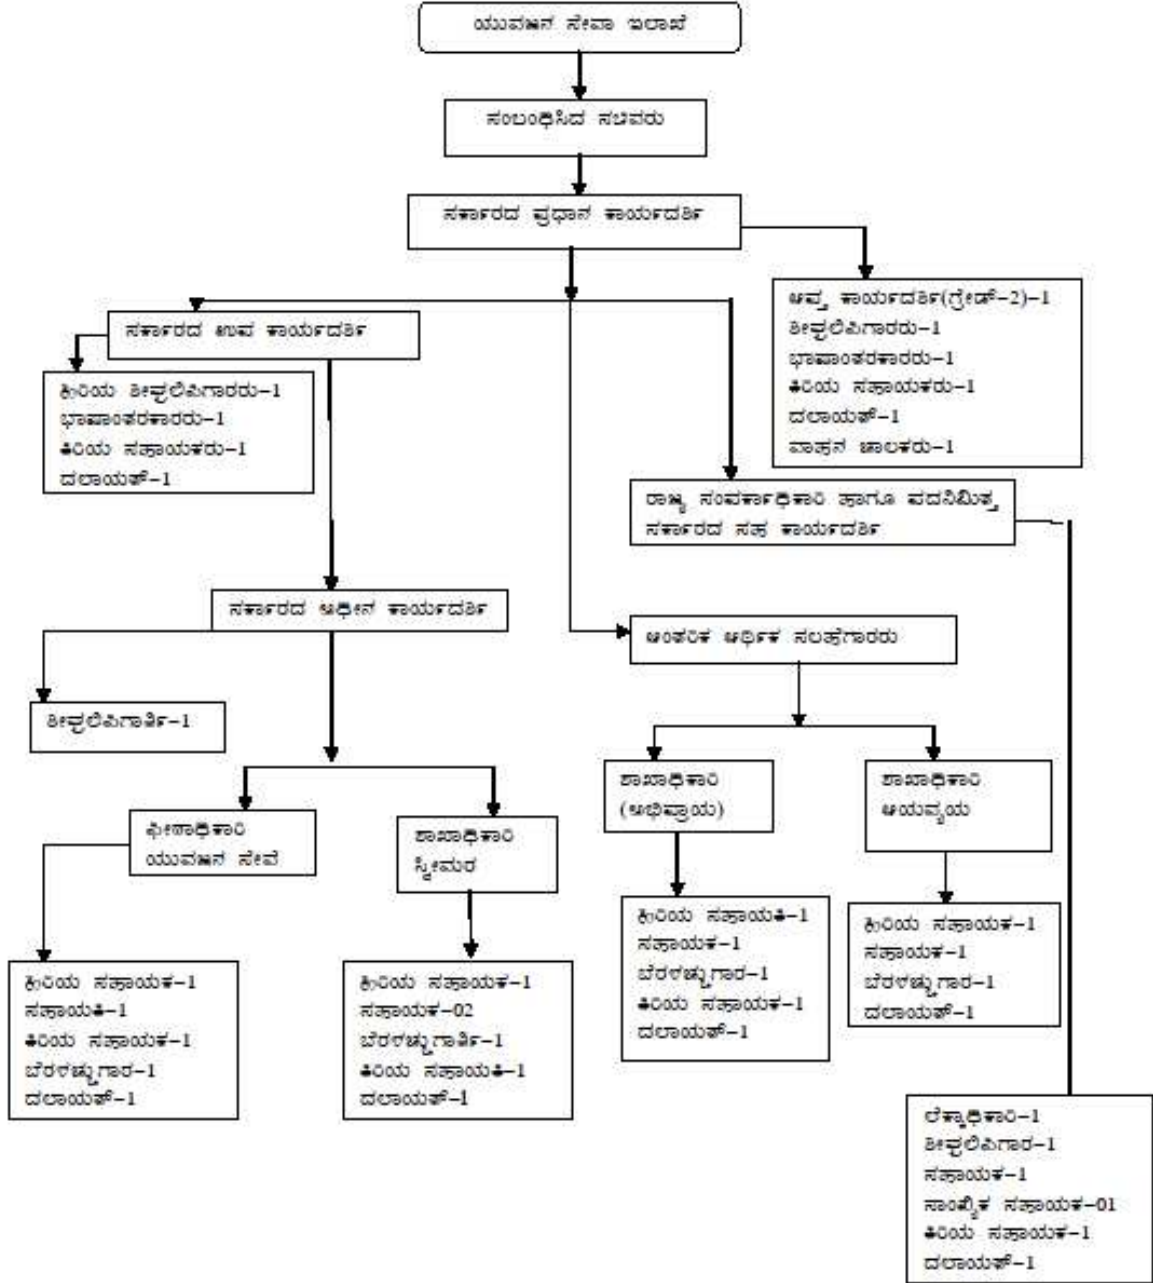 ಯುವಜನ ಸೇವಾ ಇಲಾಖೆ
ಸಂಬಂಧಿಸಿದ ಸಚಿವರು
ಸರ್ಕಾರದ ಪ್ರಧಾನ ಕಾರ್ಯದರ್ಶಿ
ಆಪ್ತ ಕಾರ್ಯದರ್ಶಿ(ಗ್ರೇಡ್-2)-1
ಶೀಘ್ರಲಿಪಿಗಾರರು-1
ಭಾಷಾಂತರಕಾರರು-1
ಕಿರಿಯ ಸಹಾಯಕರು-1
ದಲಾಯತ್-1
ವಾಹನ ಚಾಲಕರು-1
ಸರ್ಕಾರದ ಉಪ ಕಾರ್ಯದರ್ಶಿ
ಹಿರಿಯ ಶೀಘ್ರಲಿಪಿಗಾರರು-1
ಭಾಷಾಂತರಕಾರರು-1
ಕಿರಿಯ ಸಹಾಯಕರು-1
ದಲಾಯತ್-1
ರಾಜ್ಯ ಸಂಪರ್ಕಾಧಿಕಾರಿ ಹಾಗೂ ಪದನಿಮಿತ್ತ
ಸರ್ಕಾರದ ಸಹ ಕಾರ್ಯದರ್ಶಿ
ಸರ್ಕಾರದ ಅಧೀನ ಕಾರ್ಯದರ್ಶಿ
ಆಂತರಿಕ ಆರ್ಥಿಕ ಸಲಹೆಗಾರರು
ಶೀಘ್ರಲಿಪಿಗಾರ್ತಿ-1
ಶಾಖಾಧಿಕಾರಿ
(ಅಭಿಪ್ರಾಯ)
ಶಾಖಾಧಿಕಾರಿ
ಆಯವ್ಯಯ
ಪೀಠಾಧಿಕಾರಿ
ಯುವಜನ ಸೇವೆ
ಶಾಖಾಧಿಕಾರಿ
ಹಿರಿಯ ಸಹಾಯಕಿ-1
ಸಹಾಯಕ-1
ಬೆರಳಚ್ಚುಗಾರ-1
ಕಿರಿಯ ಸಹಾಯಕ-1
ದಲಾಯತ್-1
ಹಿರಿಯ ಸಹಾಯಕ-1
ಸಹಾಯಕ-1
ಬೆರಳಚ್ಚುಗಾರ-1
ದಲಾಯತ್-1
ಹಿರಿಯ ಸಹಾಯಕ-1
ಸಹಾಯಕಿ-1
ಕಿರಿಯ ಸಹಾಯಕ-1
ಬೆರಳಚ್ಚುಗಾರ-1
ದಲಾಯತ್-1
ಹಿರಿಯ ಸಹಾಯಕ-1
ಸಹಾಯಕ-02
ಬೆರಳಚ್ಚುಗಾರ್ತಿ-1
ಕಿರಿಯ ಸಹಾಯಕಿ-1
ದಲಾಯತ್-1
ಲೆಕ್ಕಾಧಿಕಾರಿ-1
ಶೀಘ್ರಲಿಪಿಗಾರ-1
ಸಹಾಯಕ-1
ಸಾಂಖ್ಯಿಕ ಸಹಾಯಕ-01
ಕಿರಿಯ ಸಹಾಯಕ-1
ದಲಾಯತ್-1